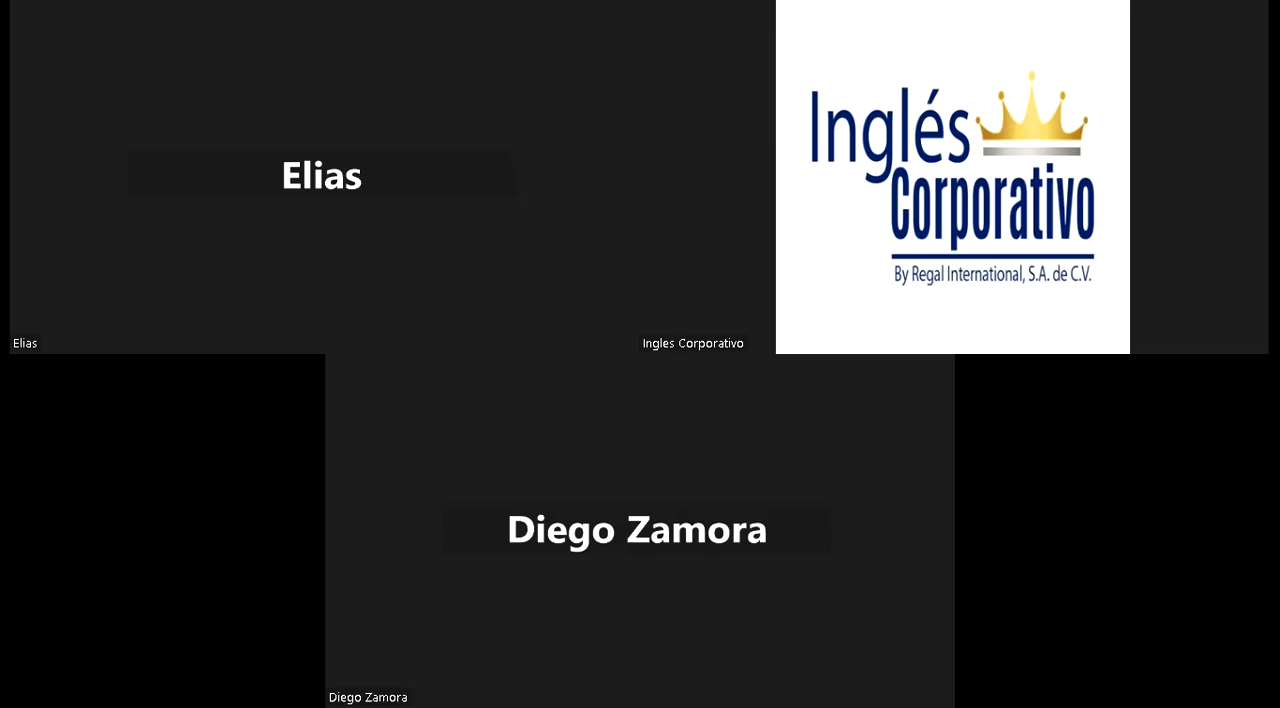 Elias
Inglés
Corporativo
By Regal International, S.A. de C.V.
Elias
Ingles Corporativo
Diego Zamora
Diego Zamora